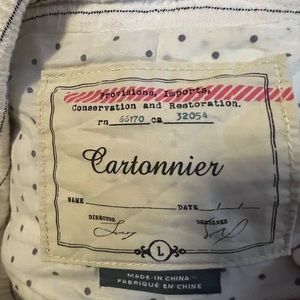 Provisions, Imports,
Conservation and Restoration.
rn 66170 ca 32054
Cartonnier
NAME DATE / /
DIRECTOR DESIGNER
L
MADE IN CHINA
FABRIQUÉ EN CHINE